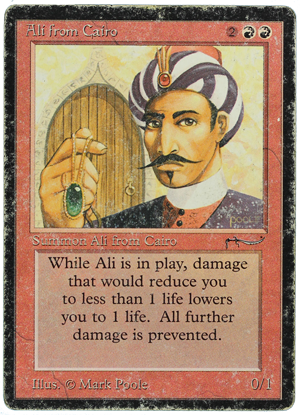 Ali from Cairo 2
Summon Ali from Cairo
While Ali is in play, damage
that would reduce you
to less than 1 life lowers
you to 1 life. All further
damage is prevented.
Illus. © Mark Poole 0/1